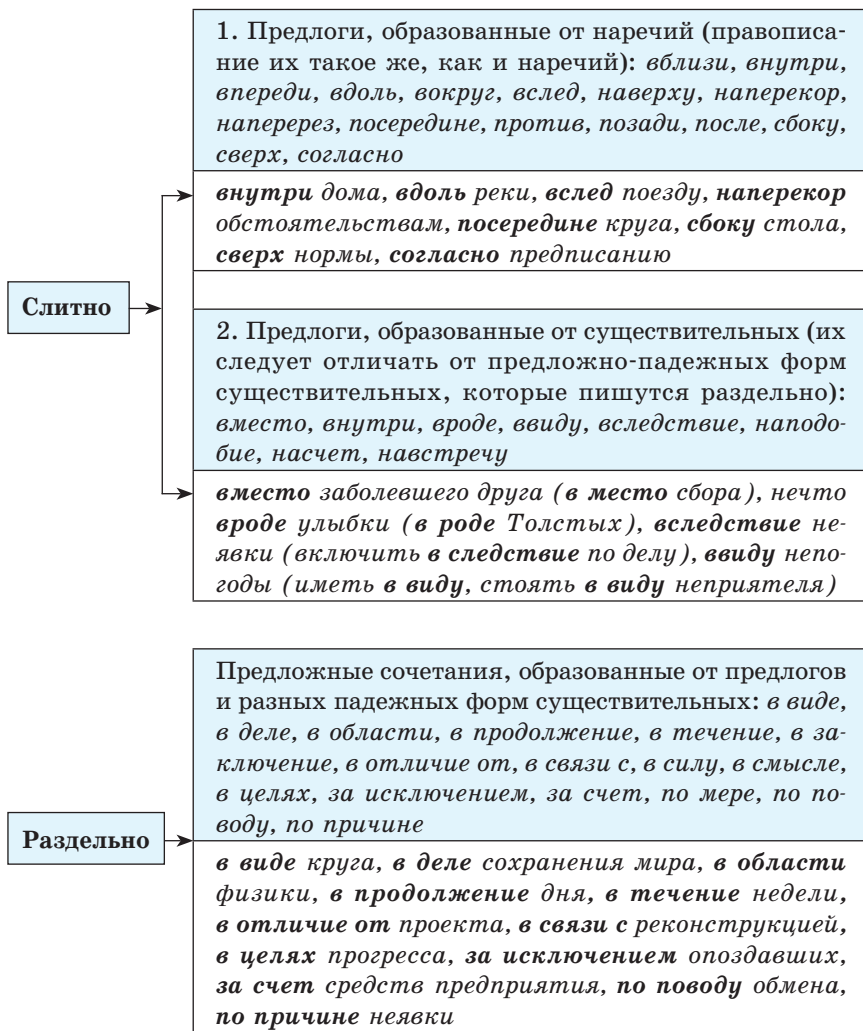 1. Предлоги, образованные от наречий (правописа-
ние их такое же, как и наречий): вблизи, внутри,
впереди, вдоль, вокруг, вслед, наверху, наперекор,
наперерез, посередине, против, позади, после, сбоку,
сверх, согласно
внутри дома, вдоль реки, вслед поезду, наперекор
обстоятельствам, посередине круга, сбоку стола,
сверх нормы, согласно предписанию
Слитно
2. Предлоги, образованные от существительных (их
следует отличать от предложно-падежных форм
существительных, которые пишутся раздельно):
вместо, внутри, вроде, ввиду, вследствие, наподо-
бие, насчет, навстречу
вместо заболевшего друга (в место сбора), нечто
вроде улыбки (в роде Толстых), вследствие не-
явки (включить в следствие по делу), ввиду непо-
годы (иметь в виду, стоять в виду неприятеля)
Предложные сочетания, образованные от предлогов
и разных падежных форм существительных: в виде,
в деле, в области, в продолжение, в течение, в за-
ключение, в отличие от, в связи с, в силу, в смысле,
в целях, за исключением, за счет, по мере, по по-
воду, по причине
Раздельно
в виде круга, в деле сохранения мира, в области
физики, в продолжение дня, в течение недели,
в отличие от проекта, в связи с реконструкцией,
в целях прогресса, за исключением опоздавших,
за счет средств предприятия, по поводу обмена,
по причине неявки